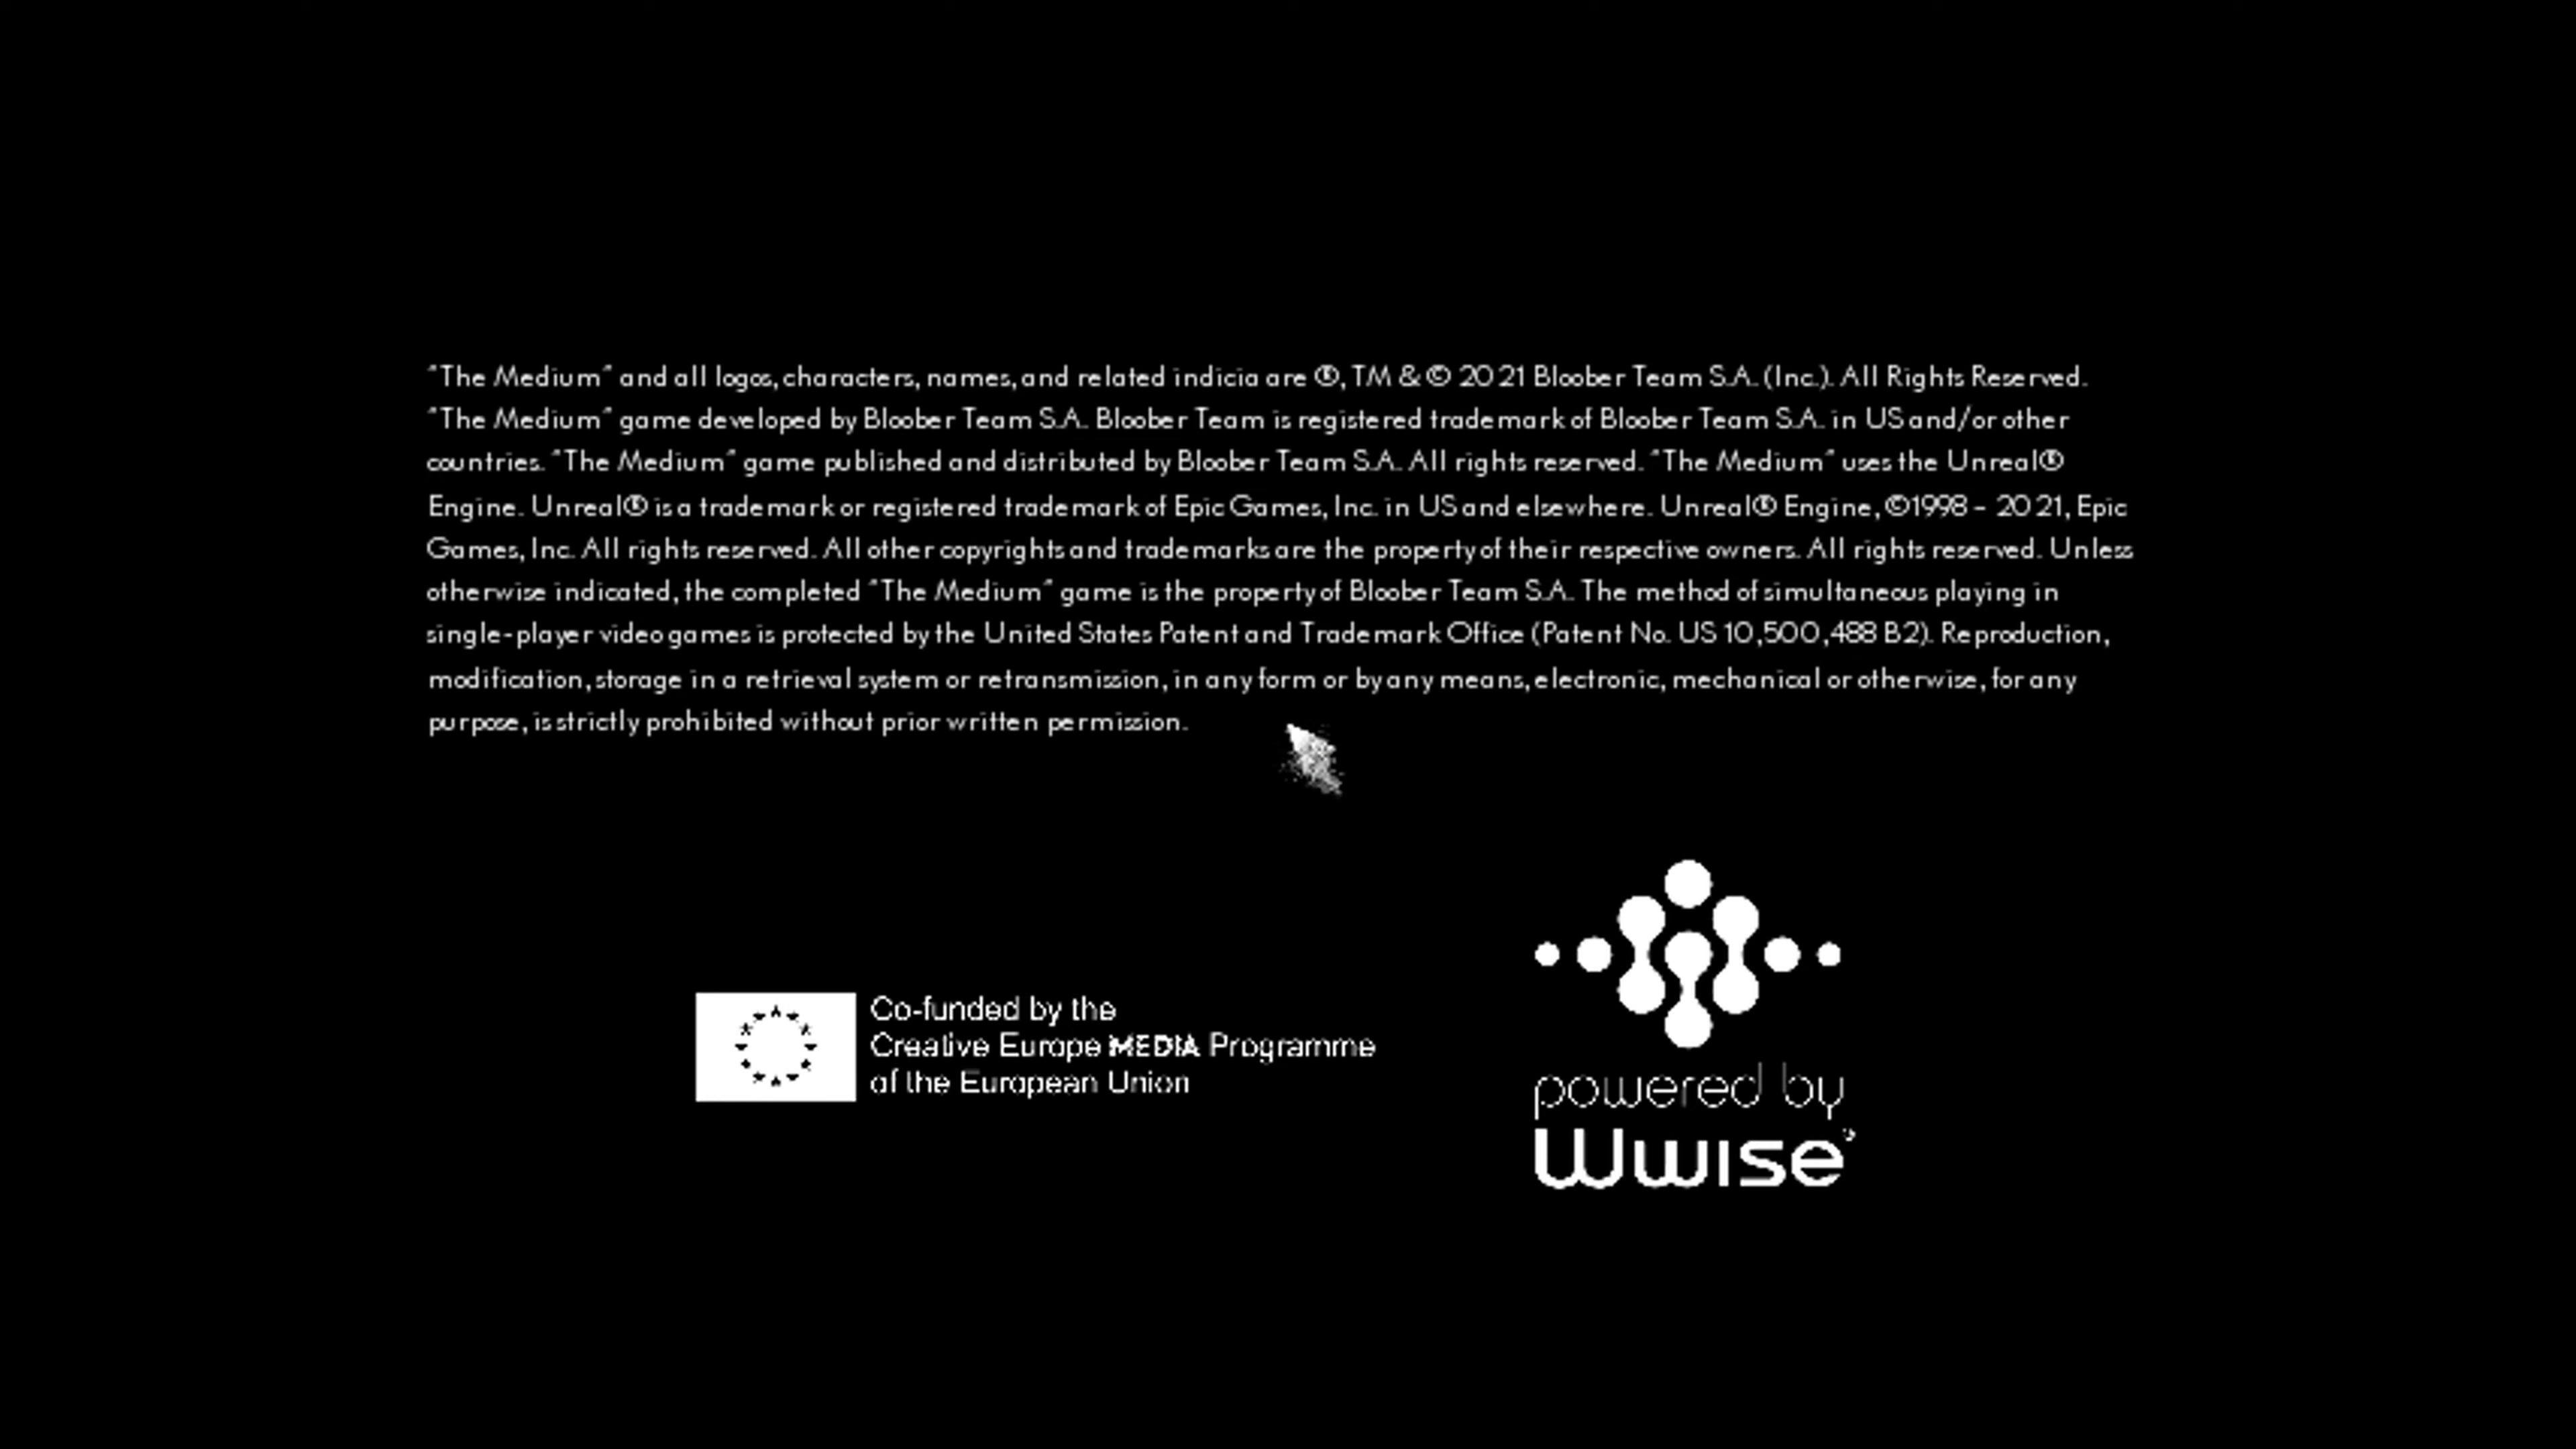 "The Medium" and all logos, characters, names, and related indicia are ®, TM & © 2021 Bloober Team S.A. (Inc.). All Rights Reserved.
"The Medium" game developed by Bloober Team S.A. Bloober Team is registered trademark of Bloober Team S.A. in US and/or other
countries. "The Medium" game published and distributed by Bloober Team S.A. All rights reserved. "The Medium" uses the Unreal®
Engine. Unreal® is a trademark or registered trademark of Epic Games, Inc. in US and elsewhere. Unreal® Engine, ©1998 – 2021, Epic
Games, Inc. All rights reserved. All other copyrights and trademarks are the property of their respective owners. All rights reserved. Unless
otherwise indicated, the completed "The Medium" game is the property of Bloober Team S.A. The method of simultaneous playing in
single-player video games is protected by the United States Patent and Trademark Office (Patent No. US 10,500,488 B2). Reproduction,
modification, storage in a retrieval system or retransmission, in any form or by any means, electronic, mechanical or otherwise, for any
purpose, is strictly prohibited without prior written permission.
Co-funded by the
Creative Europe MEDIA Programme
of the European Union
powered by
Wwise